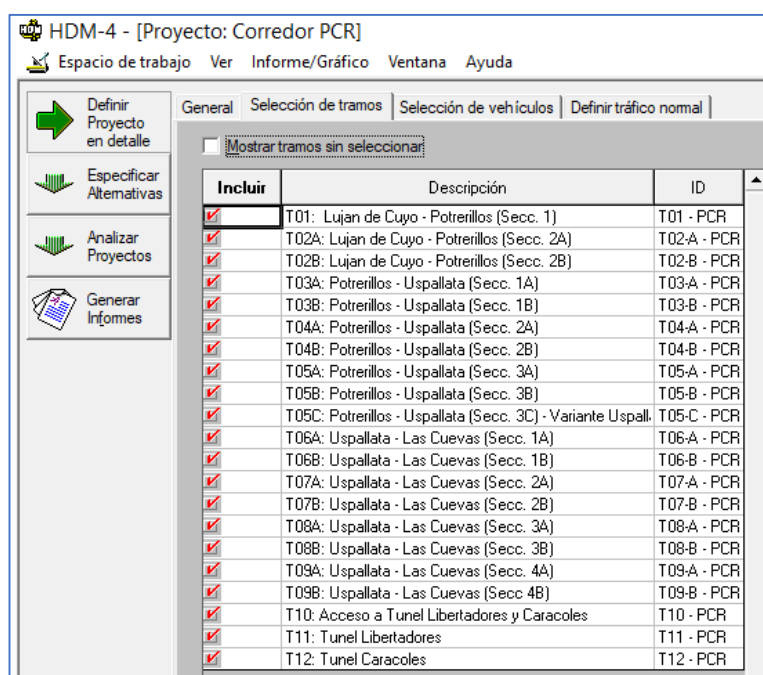 HDM-4 - [Proyecto: Corredor PCR]
Espacio de trabajo Ver Informe/Gráfico Ventana Ayuda
Definir
Proyecto
en detalle
Especificar
Alternativas
Analizar
Proyectos
Generar
Informes
General Selección de tramos Selección de vehículos Definir tráfico normal
Mostrar tramos sin seleccionar
Incluir Descripción ID
T01: Lujan de Cuyo - Potrerillos (Secc. 1) T01 - PCR
T02A: Lujan de Cuyo - Potrerillos (Secc. 2A) T02-A - PCR
T02B: Lujan de Cuyo - Potrerillos (Secc. 2B) T02-B - PCR
T03A: Potrerillos - Uspallata (Secc. 1A) T03-A - PCR
T03B: Potrerillos - Uspallata (Secc. 1B) T03-B - PCR
T04A: Potrerillos - Uspallata (Secc. 2A) T04-A - PCR
T04B: Potrerillos - Uspallata (Secc. 2B) T04-B - PCR
T05A: Potrerillos - Uspallata (Secc. 3A) T05-A - PCR
T05B: Potrerillos - Uspallata (Secc. 3B) T05-B - PCR
T05C: Potrerillos - Uspallata (Secc. 3C) - Variante Uspall. T05-C - PCR
T06A: Uspallata - Las Cuevas (Secc. 1A) T06-A - PCR
T06B: Uspallata - Las Cuevas (Secc. 1B) T06-B - PCR
T07A: Uspallata - Las Cuevas (Secc. 2A) T07-A - PCR
T07B: Uspallata - Las Cuevas (Secc. 2B) T07-B - PCR
T08A: Uspallata - Las Cuevas (Secc. 3A) T08-A - PCR
T08B: Uspallata - Las Cuevas (Secc. 3B) T08-B - PCR
T09A: Uspallata - Las Cuevas (Secc. 4A) T09-A - PCR
T09B: Uspallata - Las Cuevas (Secc 4B) T09-B - PCR
T10: Acceso a Tunel Libertadores y Caracoles T10 - PCR
T11: Tunel Libertadores T11 - PCR
T12: Tunel Caracoles T12 - PCR